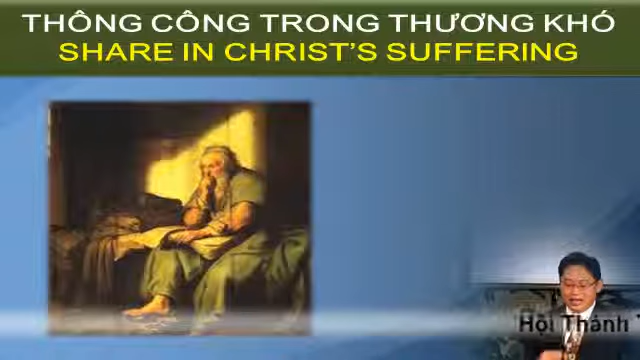 THÔNG CÔNG TRONG THƯƠNG KHÓ
SHARE IN CHRIST'S SUFFERING
Hội Thánh